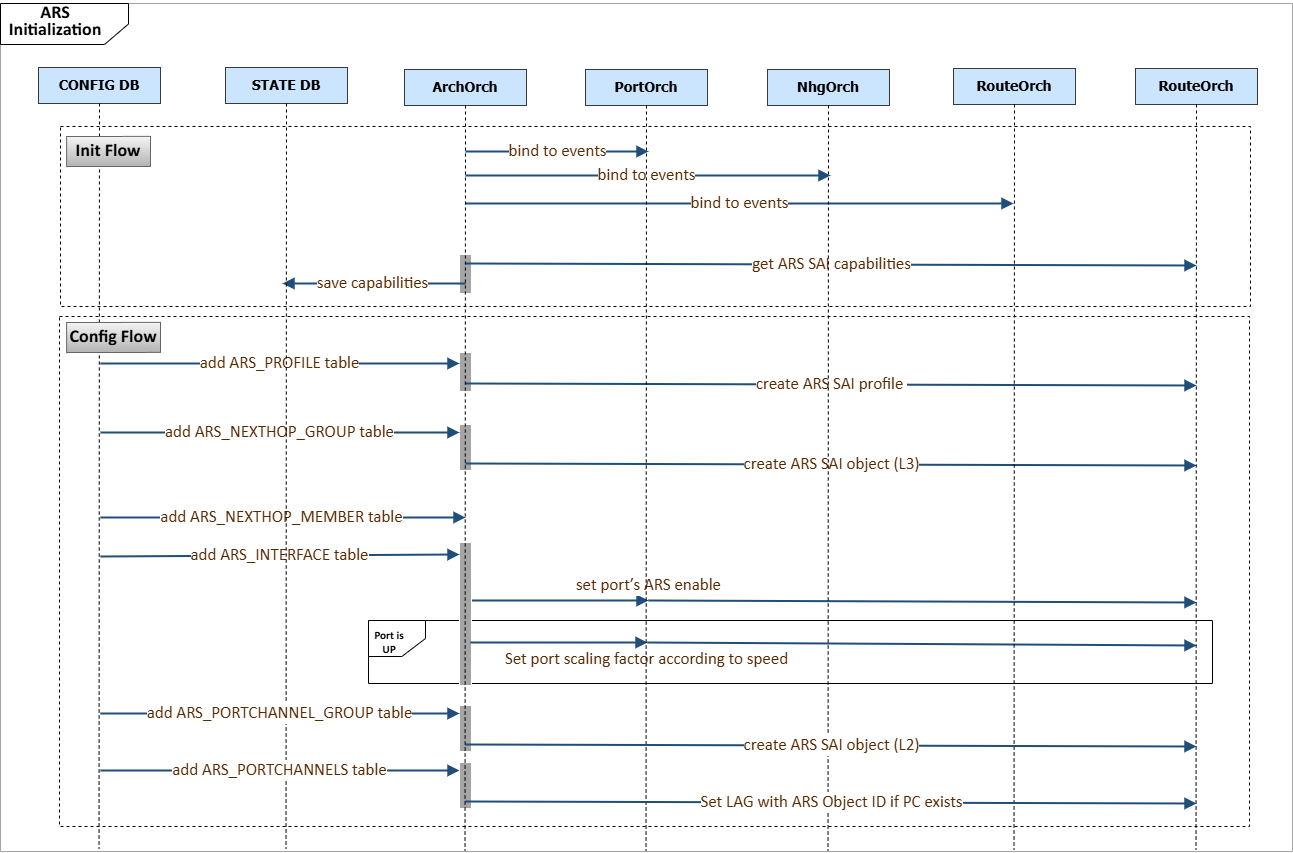 ARS
Initialization
CONFIG DB
STATE DB
ArchOrch
PortOrch
NhgOrch
RouteOrch
RouteOrch
Init Flow
bind to events
bind to events
bind to events
get ARS SAI capabilities
save capabilities
Config Flow
add ARS_PROFILE table
create ARS SAI profile
add ARS_NEXTHOP_GROUP table
create ARS SAI object (L3)
add ARS_NEXTHOP_MEMBER table
add ARS_INTERFACE table
set port’s ARS enable
Port is
UP
Set port scaling factor according to speed
add ARS_PORTCHANNEL_GROUP table
create ARS SAI object (L2)
add ARS_PORTCHANNELS table
Set LAG with ARS Object ID if PC exists